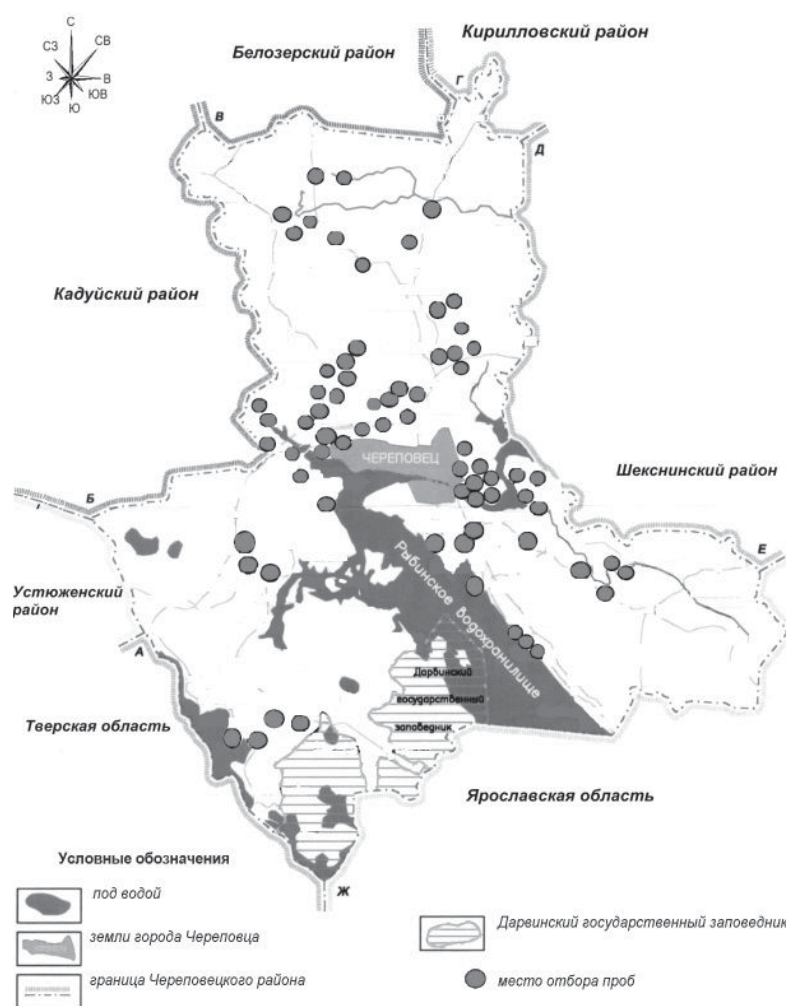 С
СЗ
СВ
З
В
ЮЗ
ЮВ
Ю
Белозерский район
Кирилловский район
Г
В
Д
Кадуйский район
ЧЕРЕПОВЕЦ
Шекснинский район
Б
Е
Рыбинское водохранилище
Устюженский
район
А
Дарвинский
государственный
заповедник
Тверская область
Ярославская область
Ж
Условные обозначения
под водой
земли города Череповца
граница Череповецкого района
Дарвинский государственный заповедник
место отбора проб